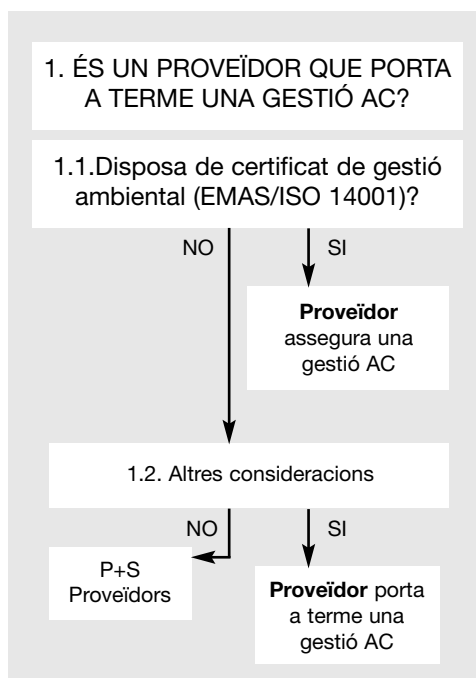 1. ÉS UN PROVEÏDOR QUE PORTA
A TERME UNA GESTIÓ AC?
1.1.Disposa de certificat de gestió
ambiental (EMAS/ISO 14001)?
NO
SI
Proveïdor
assegura una
gestió AC
1.2. Altres consideracions
NO
SI
P+S
Proveïdors
Proveïdor porta
a terme una
gestió AC